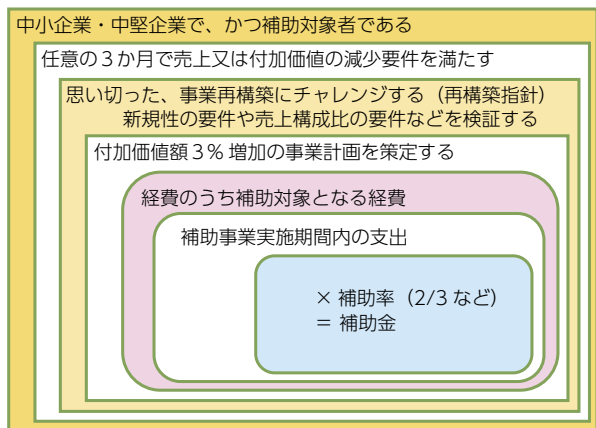 中小企業・中堅企業で、かつ補助対象者である
任意の３か月で売上又は付加価値の減少要件を満たす
思い切った、事業再構築にチャレンジする（再構築指針）
新規性の要件や売上構成比の要件などを検証する
付加価値額３％ 増加の事業計画を策定する
経費のうち補助対象となる経費
補助事業実施期間内の支出
× 補助率（2/3 など）
＝ 補助金